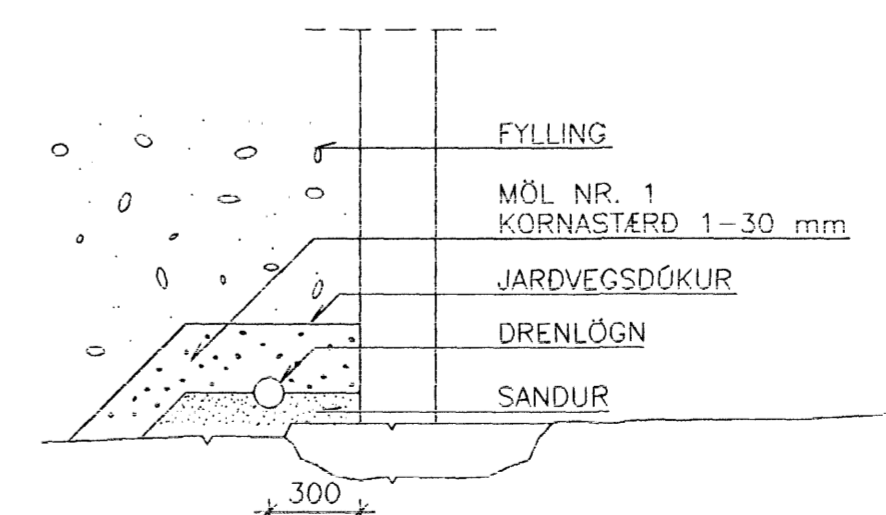 FYLLING
MÖL NR. 1
KORNASTÆRÐ 1-30 mm
JARÐVEGSDÚKUR
DRENLÖGN
SANDUR
300